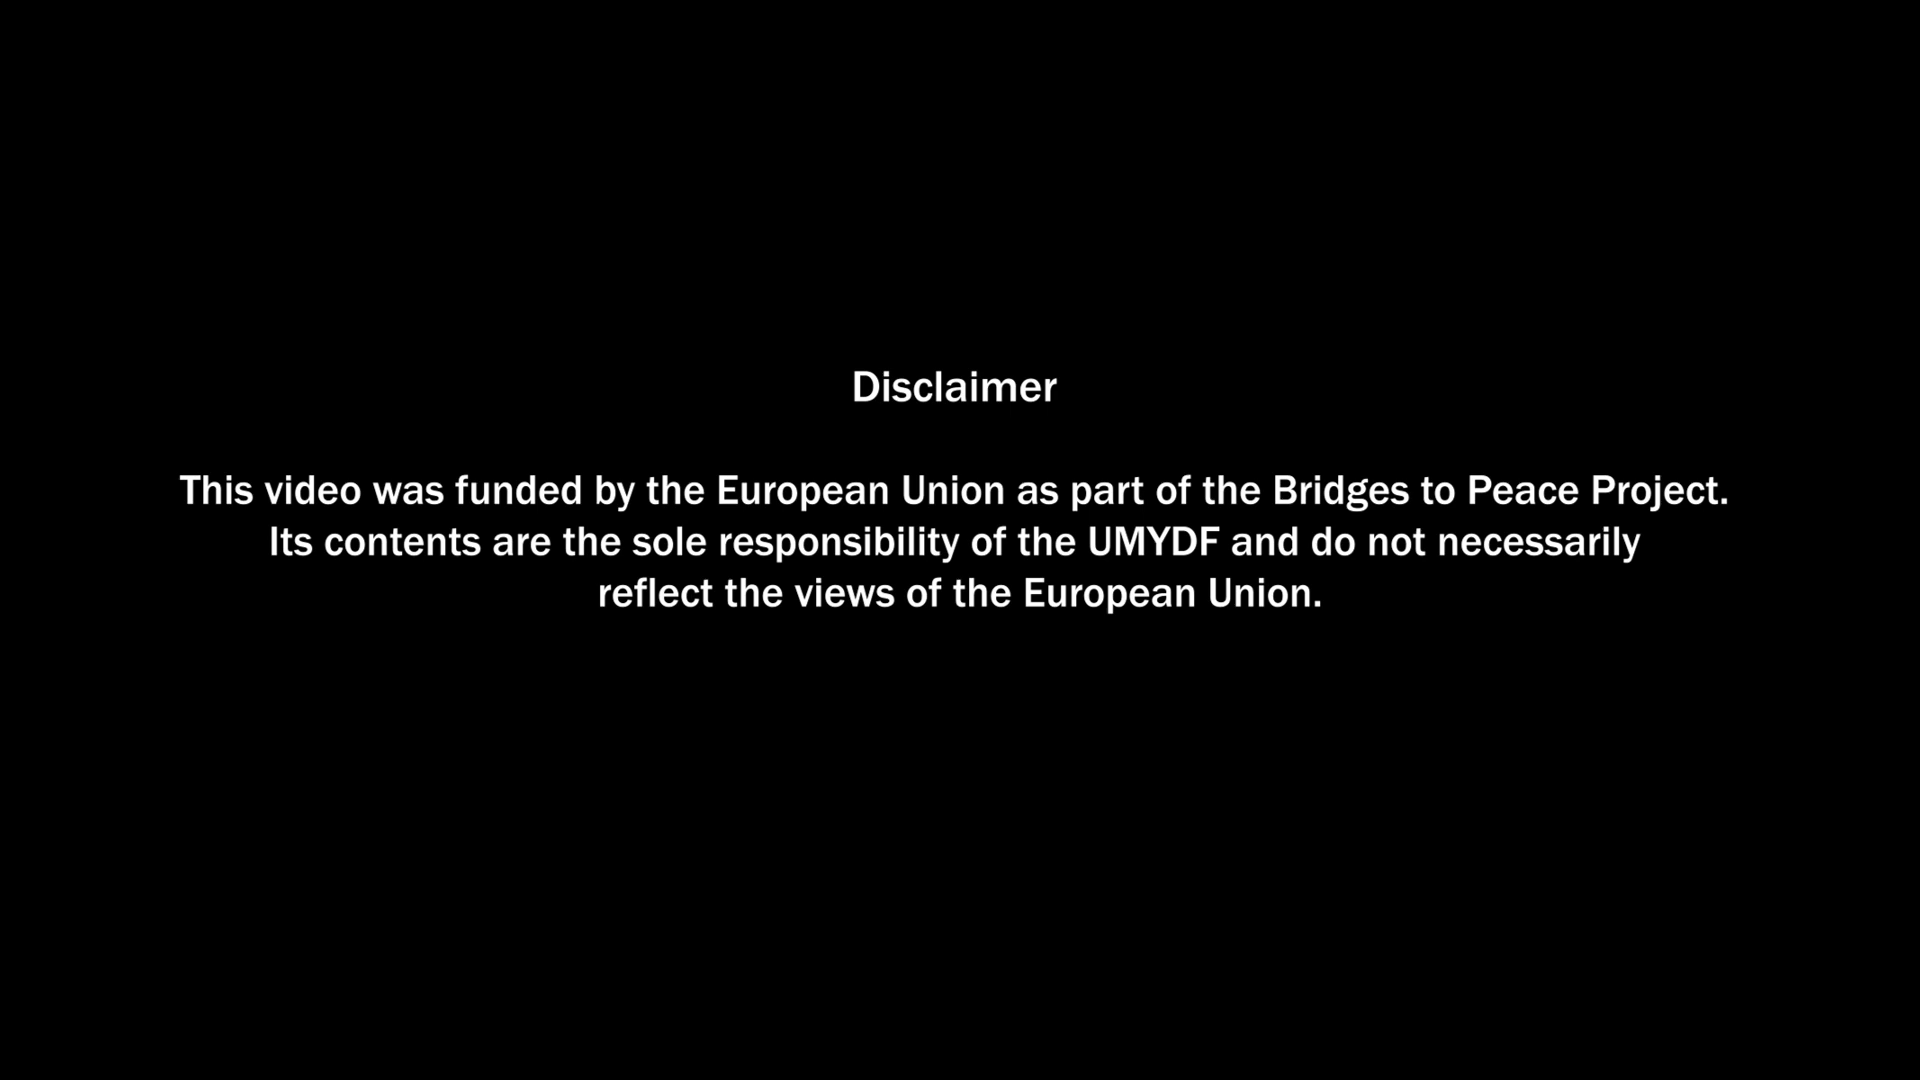 Disclaimer
This video was funded by the European Union as part of the Bridges to Peace Project.
Its contents are the sole responsibility of the UMYDF and do not necessarily
reflect the views of the European Union.